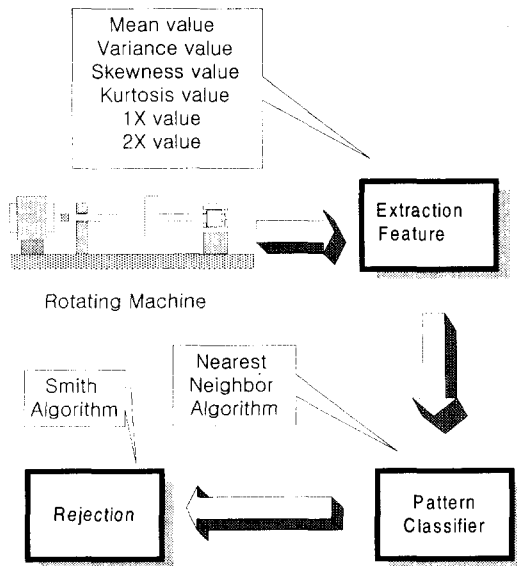 Mean value
Variance value
Skewness value
Kurtosis value
1X value
2X value
Extraction
Feature
Rotating Machine
Smith
Algorithm
Nearest
Neighbor
Algorithm
Rejection
Pattern
Classifier